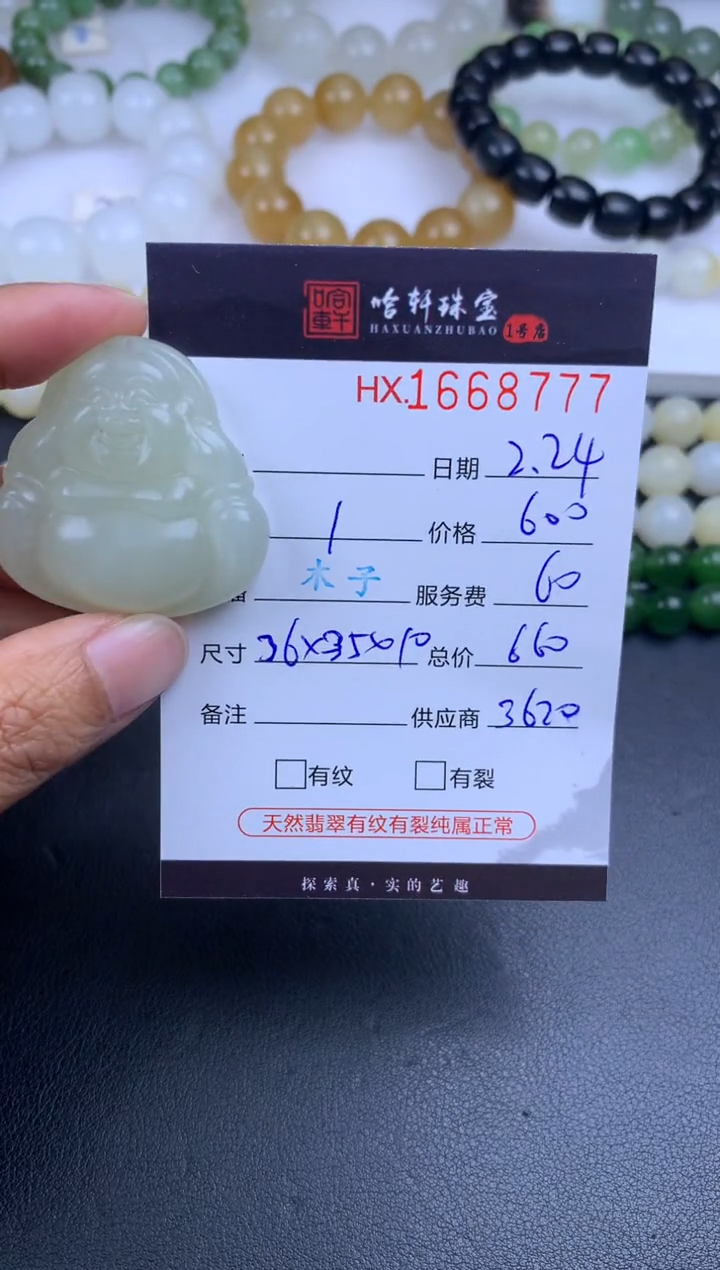 哈轩珠宝
HAXUANZHUBAO 1号店
HX.1668777
日期 2.24
1 价格 600
木子 服务费 60
尺寸 36x35x10 总价 660
备注 供应商 3620
有纹 有裂
天然翡翠有纹有裂纯属正常
探索真·实的艺趣